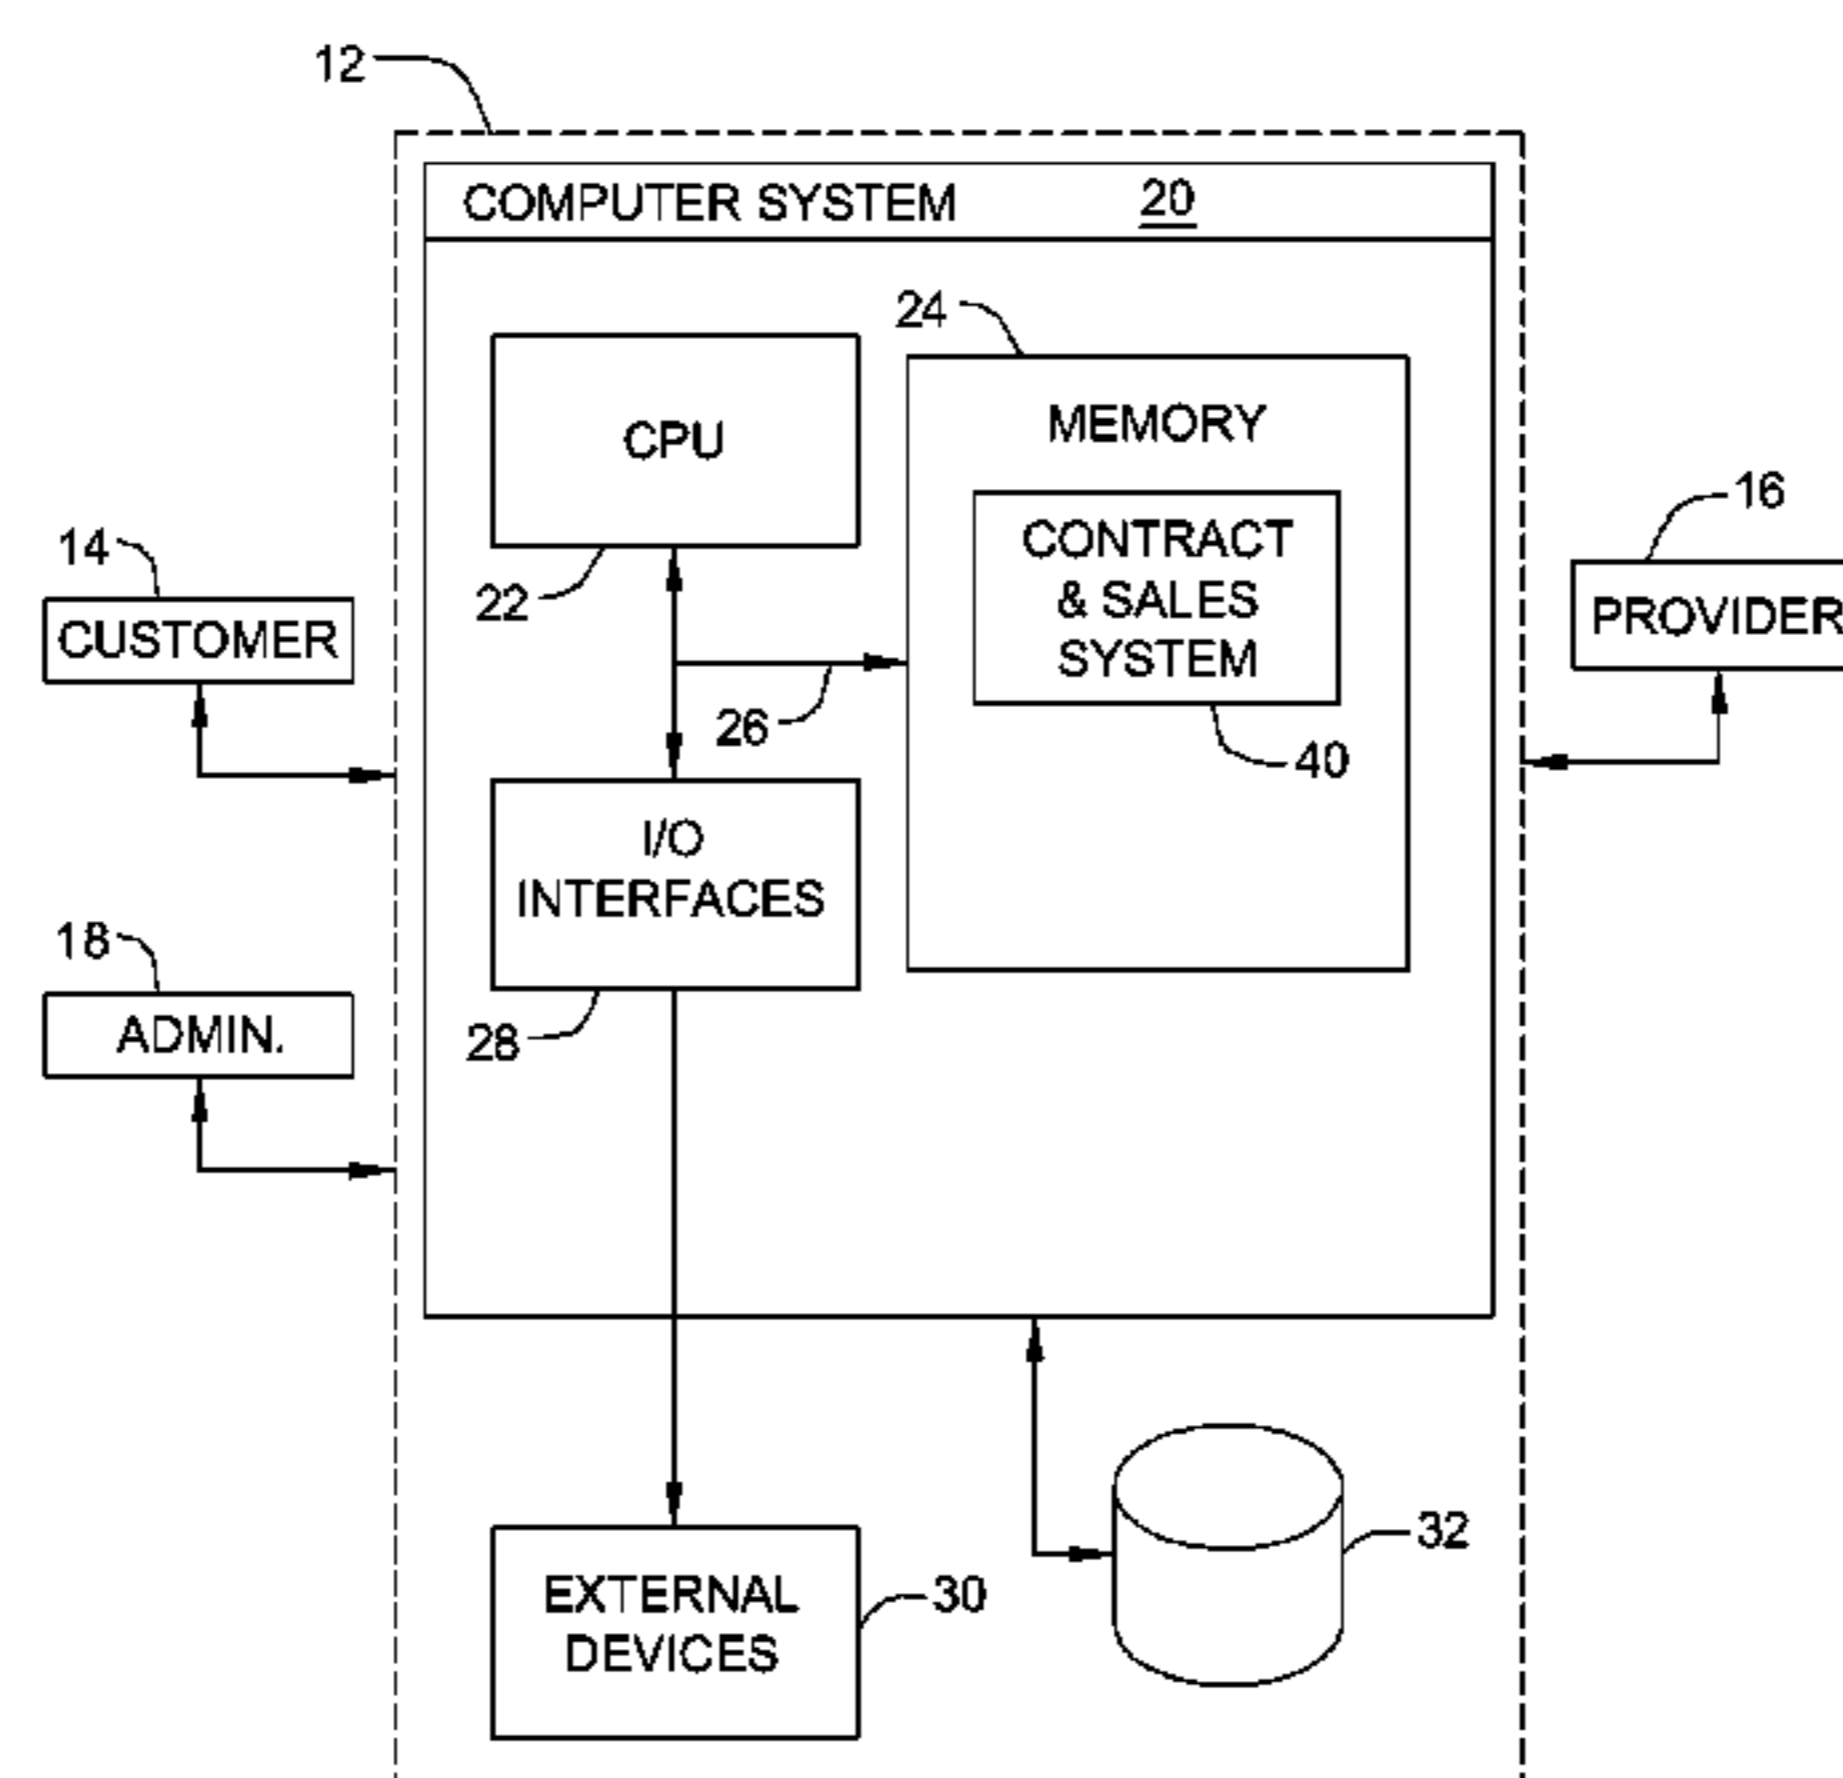 12
COMPUTER SYSTEM 20
24
CPU
MEMORY
16
CONTRACT
& SALES
SYSTEM
14
22
CUSTOMER
PROVIDER
26
40
I/O
INTERFACES
18
ADMIN.
28
32
EXTERNAL
DEVICES
30